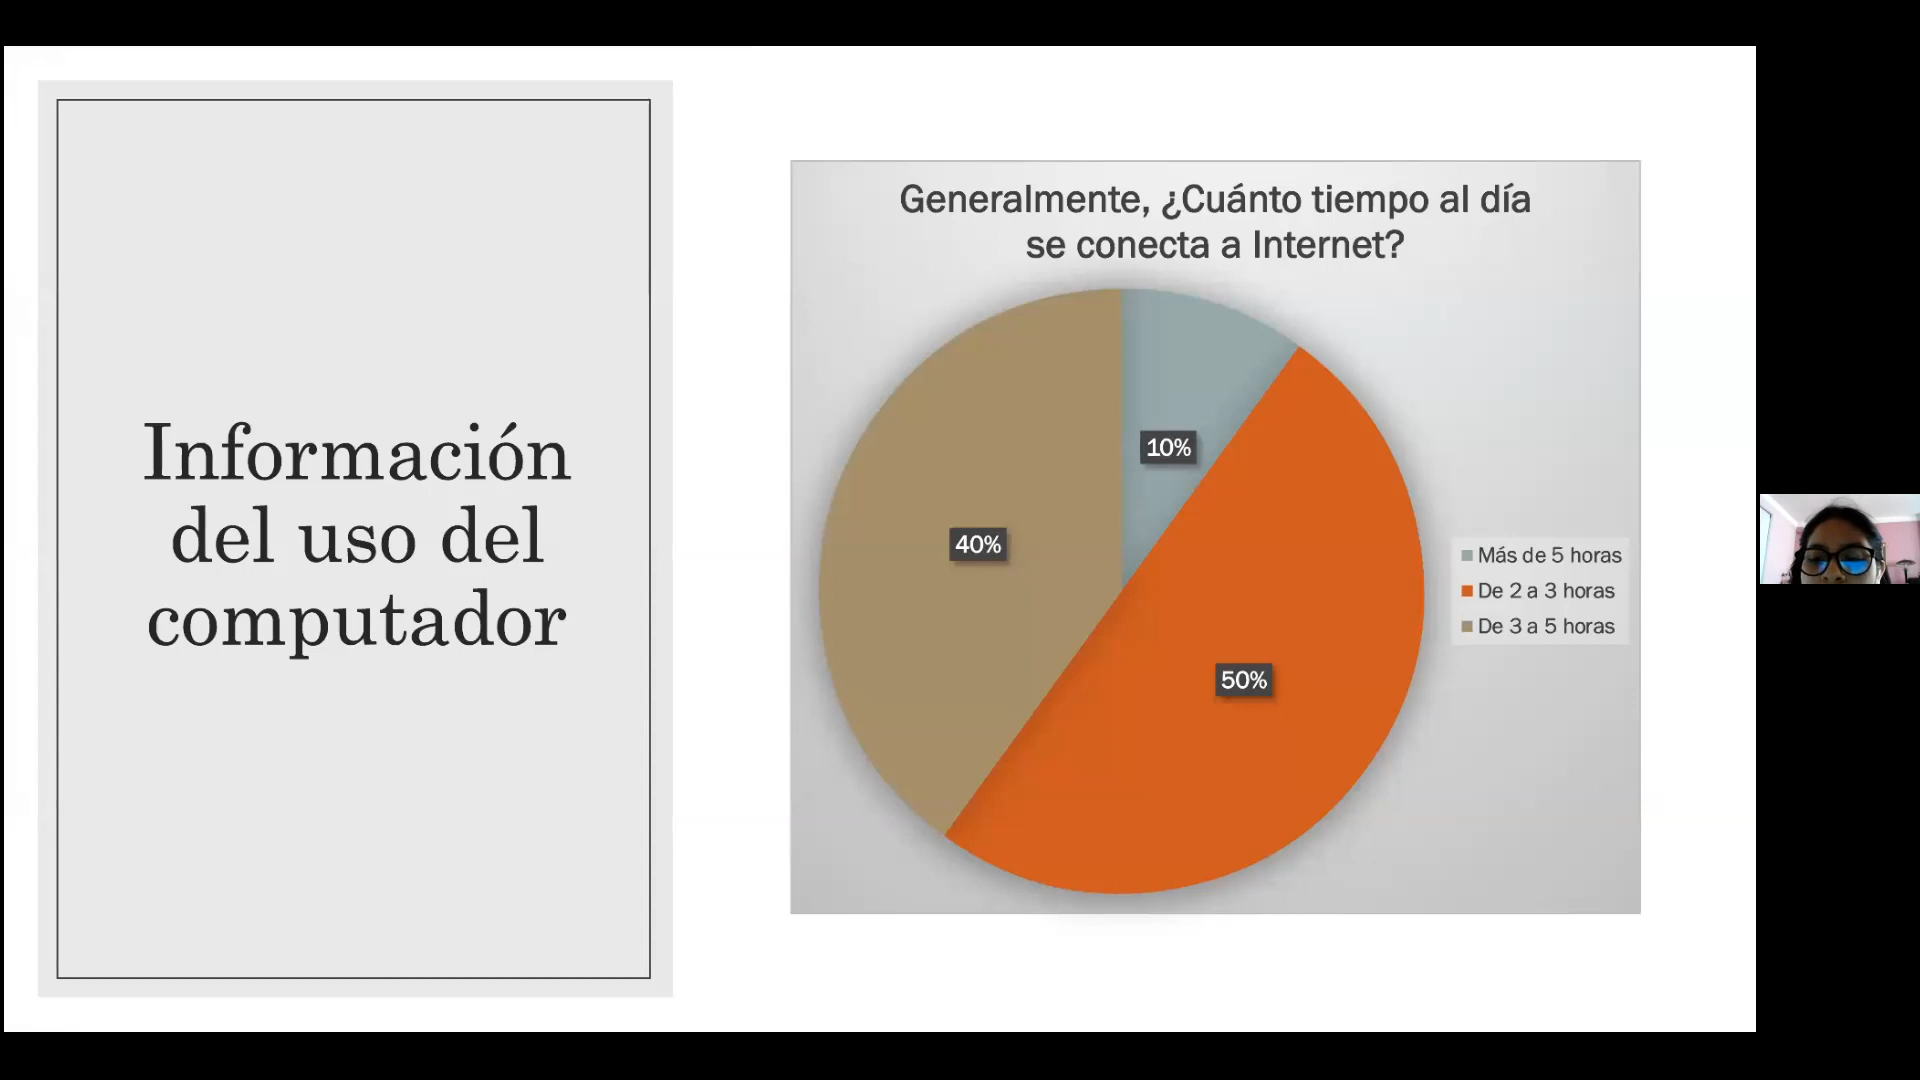 Información
del uso del
computador
Generalmente, ¿Cuánto tiempo al día
se conecta a Internet?
10%
40%
50%
Más de 5 horas
De 2 a 3 horas
De 3 a 5 horas